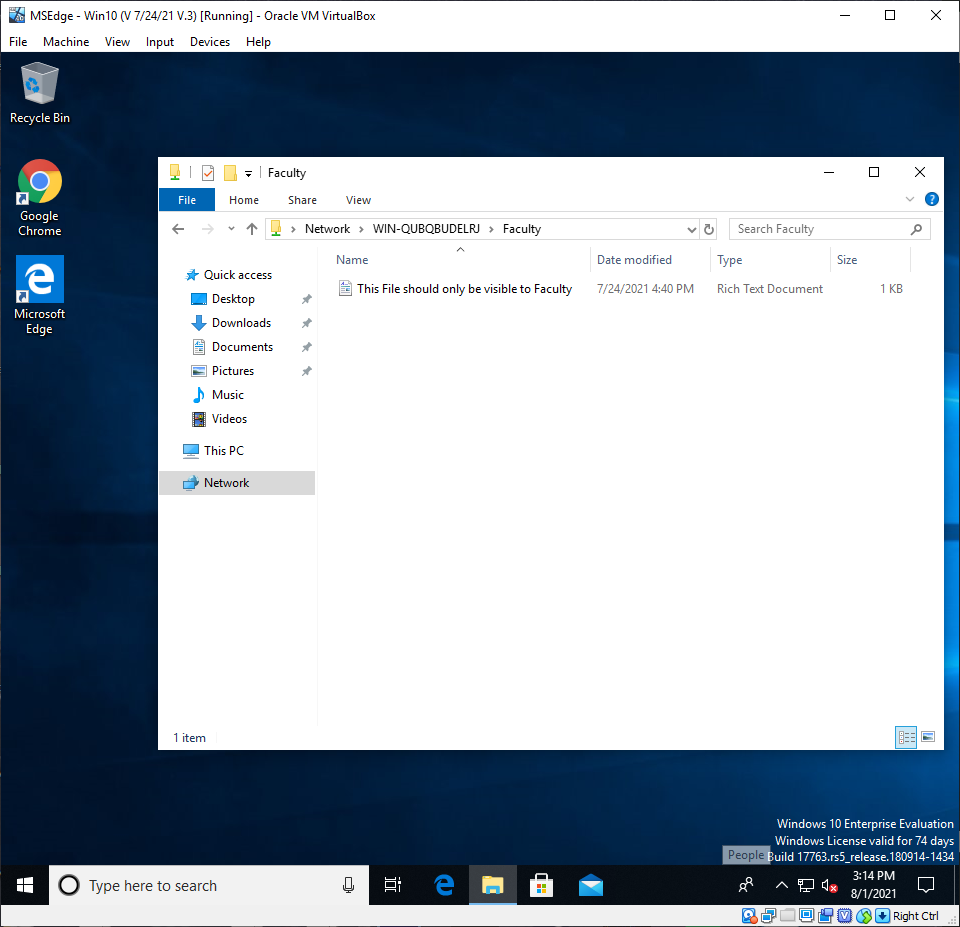 MSEdge - Win10 (V 7/24/21 V.3) [Running] - Oracle VM VirtualBox
File Machine View Input Devices Help
Recycle Bin
Google
Chrome
Microsoft
Edge
Faculty
File Home Share View
Network WIN-QUBQBUDELRJ Faculty
Search Faculty
Name Date modified Type Size
This File should only be visible to Faculty 7/24/2021 4:40 PM Rich Text Document 1 KB
Quick access
Desktop
Downloads
Documents
Pictures
Music
Videos
This PC
Network
1 item
Windows 10 Enterprise Evaluation
Windows License valid for 74 days
People
Build 17763.rs5_release.180914-1434
Type here to search
3:14 PM
8/1/2021
Right Ctrl